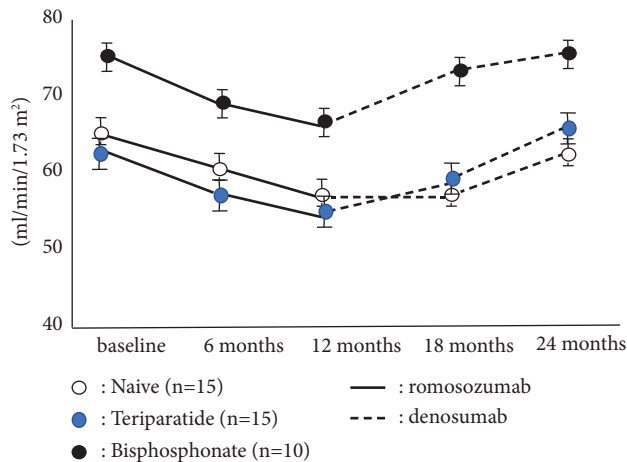 80
70
60
50
40
(ml/min/1.73 m²)
baseline 6 months 12 months 18 months 24 months
: Naive (n=15)
: Teriparatide (n=15)
: Bisphosphonate (n=10)
: romosozumab
: denosumab